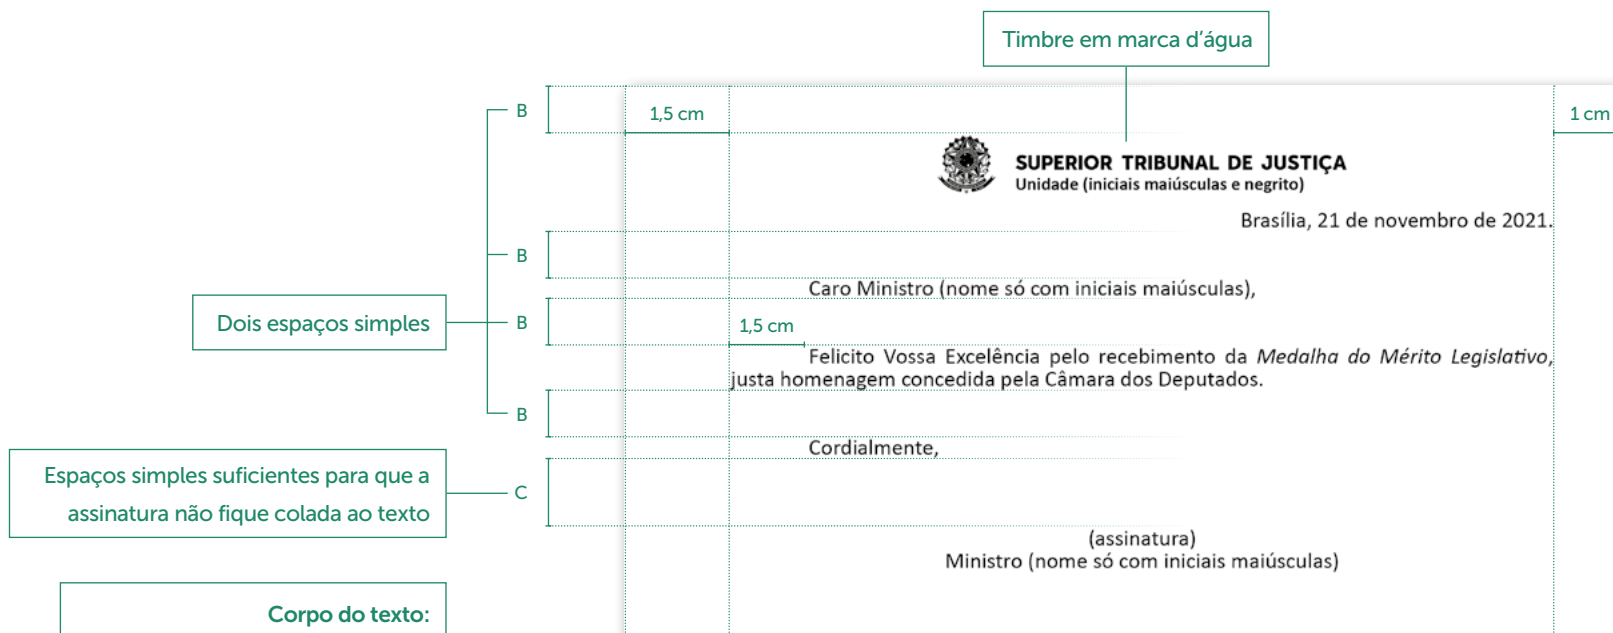 Timbre em marca d’água
B
1,5 cm
1 cm
SUPERIOR TRIBUNAL DE JUSTIÇA
Unidade (iniciais maiúsculas e negrito)
Brasília, 21 de novembro de 2021.
B
Caro Ministro (nome só com iniciais maiúsculas),
Dois espaços simples
B
1,5 cm
Felicito Vossa Excelência pelo recebimento da Medalha do Mérito Legislativo,
justa homenagem concedida pela Câmara dos Deputados.
B
Cordialmente,
Espaços simples suficientes para que a
assinatura não fique colada ao texto
C
(assinatura)
Ministro (nome só com iniciais maiúsculas)
Corpo do texto: